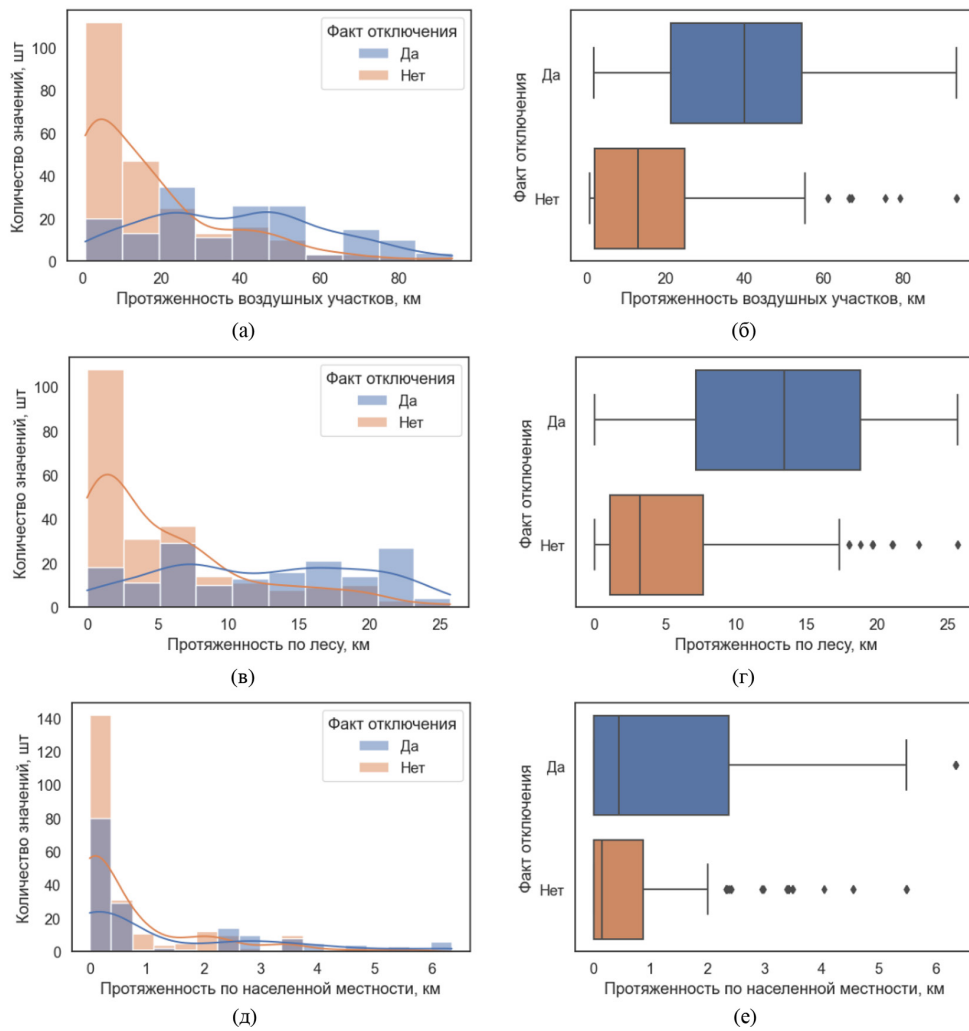 Количество значений, шт
100
80
60
40
20
0
Факт отключения
Да
Нет
0 20 40 60 80
Протяженность воздушных участков, км
(а)
Факт отключения
Да
Нет
0 20 40 60 80
Протяженность воздушных участков, км
(б)
Количество значений, шт
100
80
60
40
20
0
Факт отключения
Да
Нет
0 5 10 15 20 25
Протяженность по лесу, км
(в)
Факт отключения
Да
Нет
0 5 10 15 20 25
Протяженность по лесу, км
(г)
Количество значений, шт
140
120
100
80
60
40
20
0
Факт отключения
Да
Нет
0 1 2 3 4 5 6
Протяженность по населенной местности, км
(д)
Факт отключения
Да
Нет
0 2 3 4 5 6
Протяженность по населенной местности, км
(е)